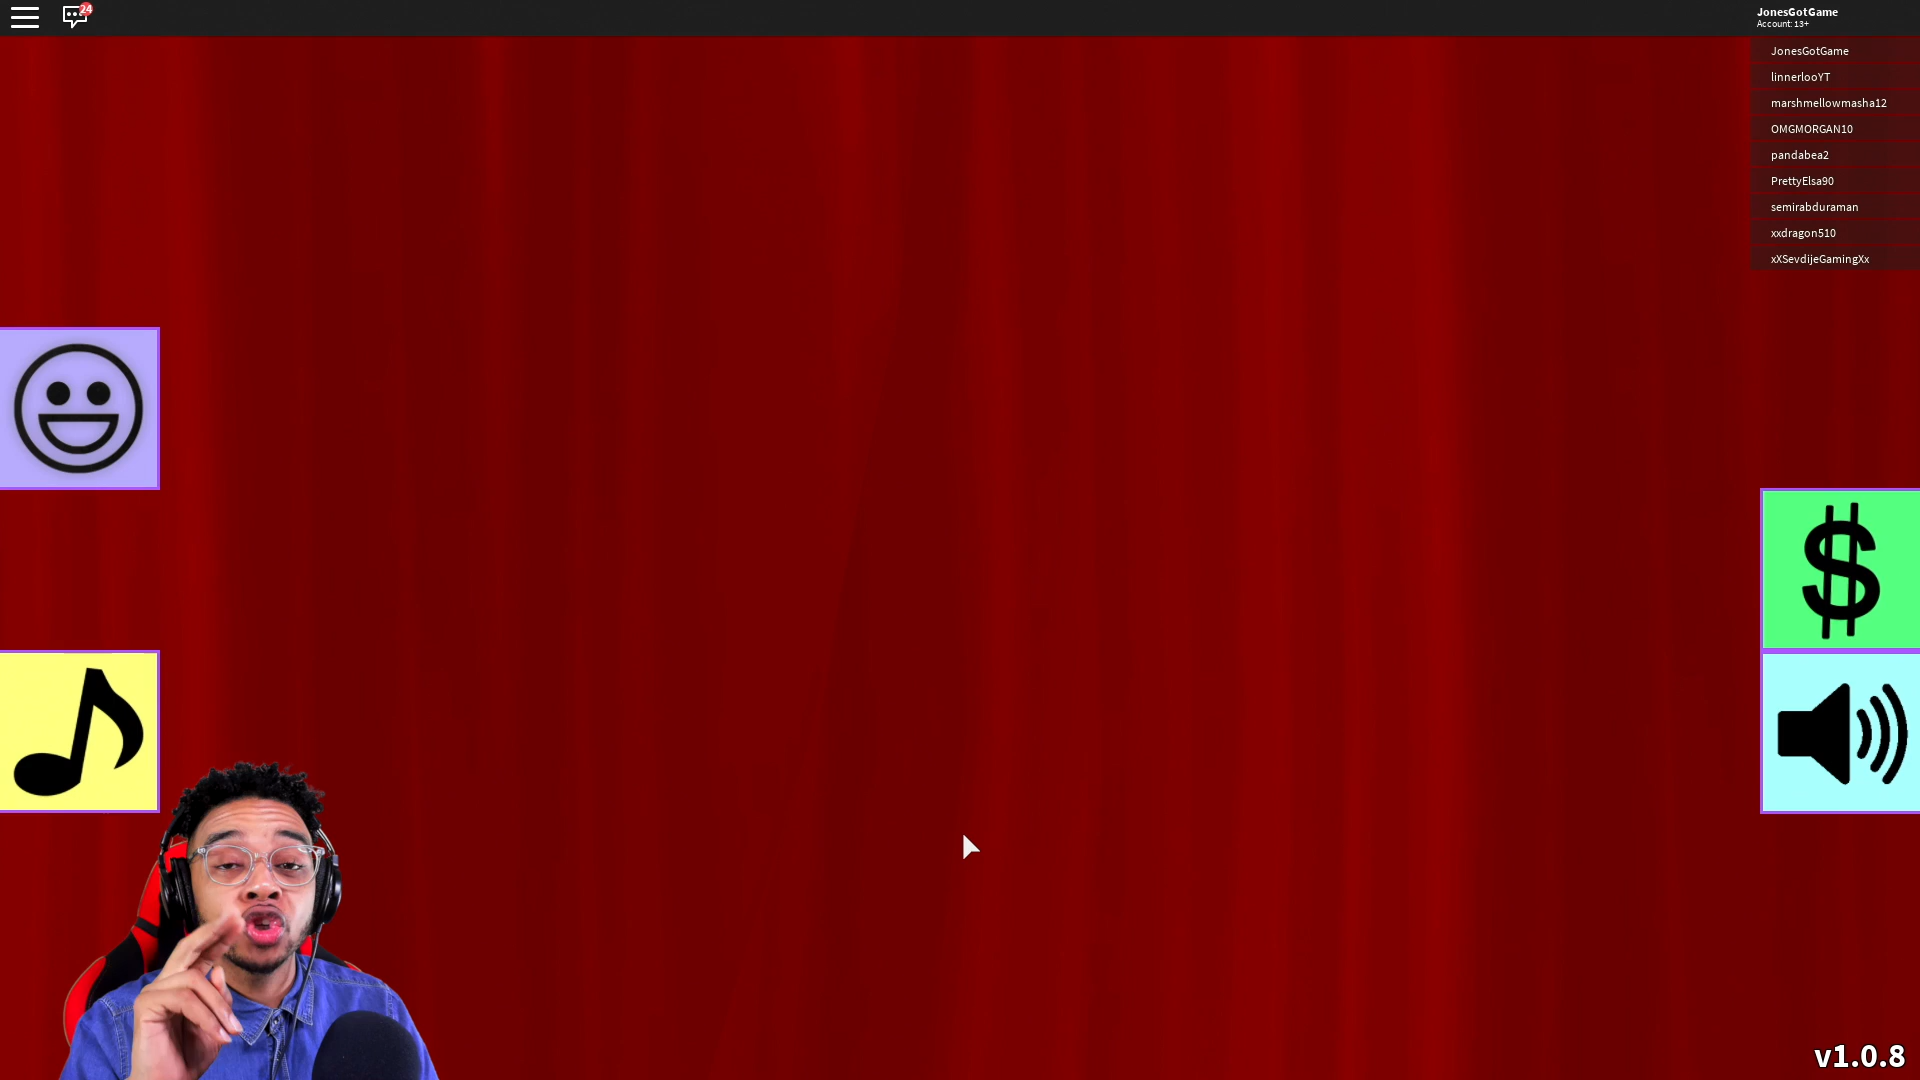 24
JonesGotGame
Account: 13+
JonesGotGame
linnerlooYT
marshmellowmasha12
OMGMORGAN10
pandabea2
PrettyElsa90
semirabduraman
xxdragon510
xXSevdijeGamingXx
$
v1.0.8